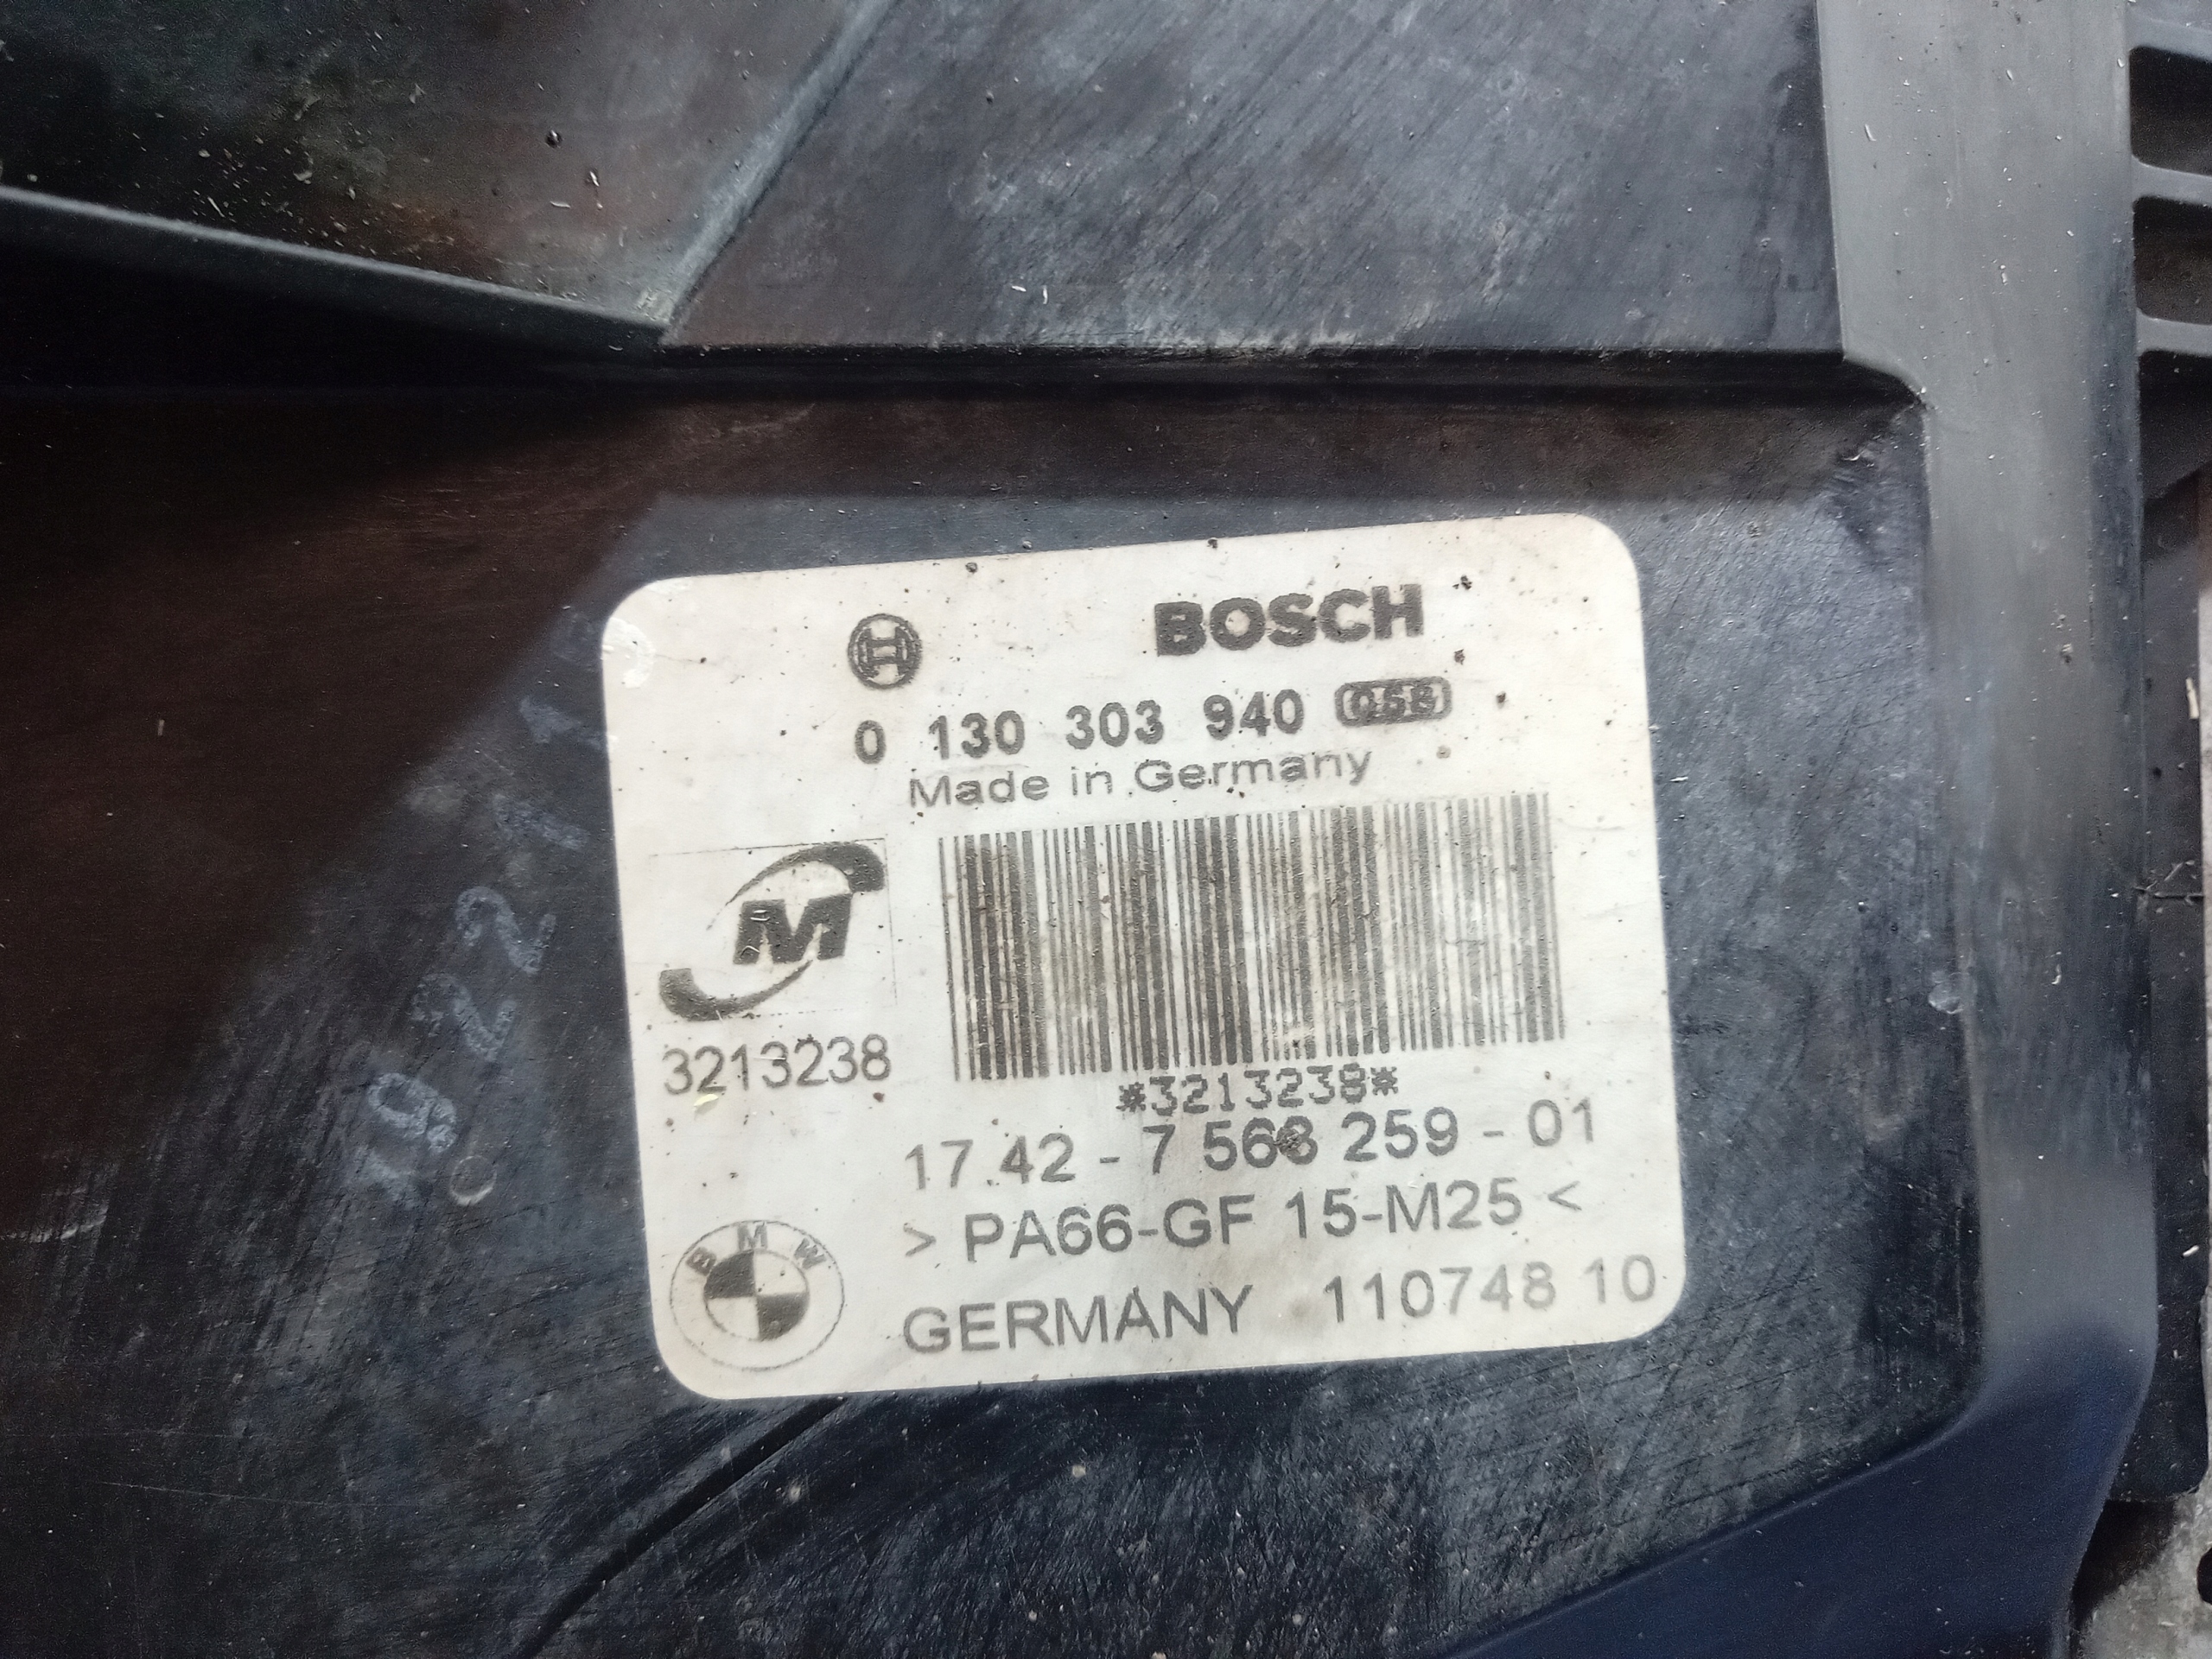 BOSCH
0 130 303 940
Made in Germany
M
3213238
*3213238*
17.42 - 7 563 259 - 01
> PA66-GF 15-M25 <
BMW
GERMANY 110748 10